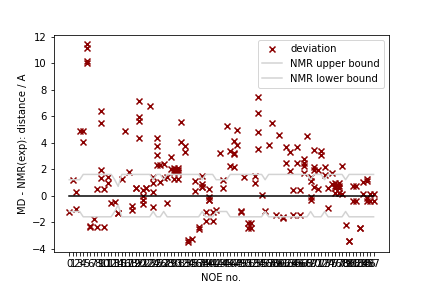 12
10
8
6
4
2
0
−2
−4
MD - NMR(exp): distance / A
deviation
NMR upper bound
NMR lower bound
NOE no.